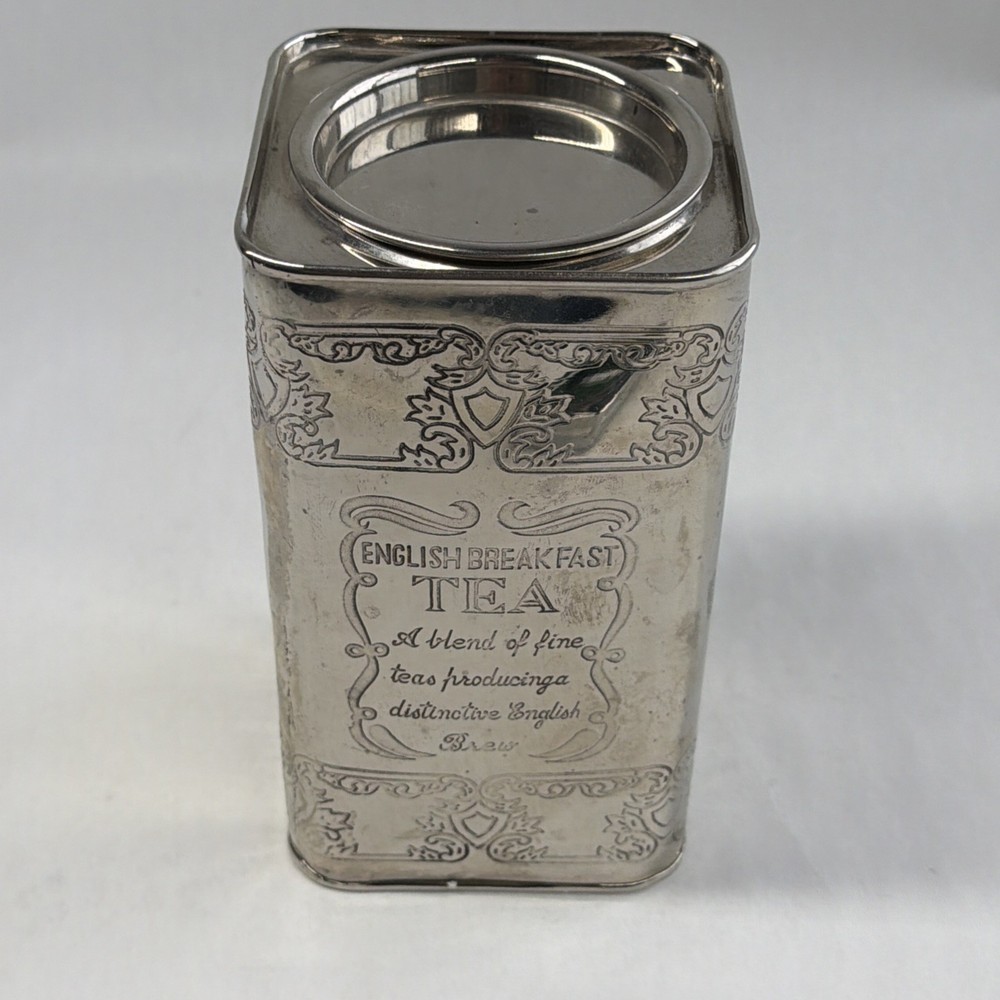 ENGLISH BREAKFAST
TEA
A blend of fine
teas producinga
distinctive English
Brew